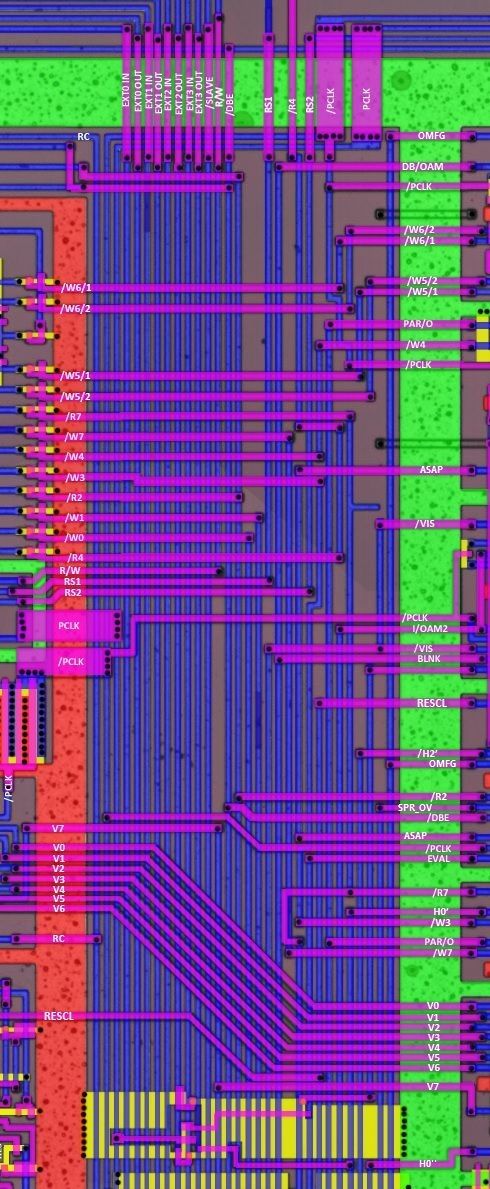 EXT0 IN
EXT0 OUT
EXT1 IN
EXT1 OUT
EXT2 IN
EXT2 OUT
EXT3 IN
EXT3 OUT
/SLAVE
R/W
/DBE
RS1
/R4
RS2
/PCLK
PCLK
RC
OMFG
DB/OAM
/PCLK
/W6/2
/W6/1
/W5/2
/W6/1
/W5/1
/W6/2
PAR/O
/W4
/PCLK
/W5/1
/W5/2
/R7
/W7
/W4
ASAP
/W3
/R2
/W1
/VIS
/W0
/R4
R/W
RS1
RS2
/PCLK
PCLK
I/OAM2
/VIS
BLNK
/PCLK
RESCL
/H2'
OMFG
/PCLK
/R2
SPR_OV
/DBE
V7
ASAP
V0
/PCLK
V1
EVAL
V2
V3
V4
/R7
V5
V6
H0'
/W3
RC
PAR/O
/W7
V0
RESCL
V1
V2
V3
V4
V5
V6
V7
H0''